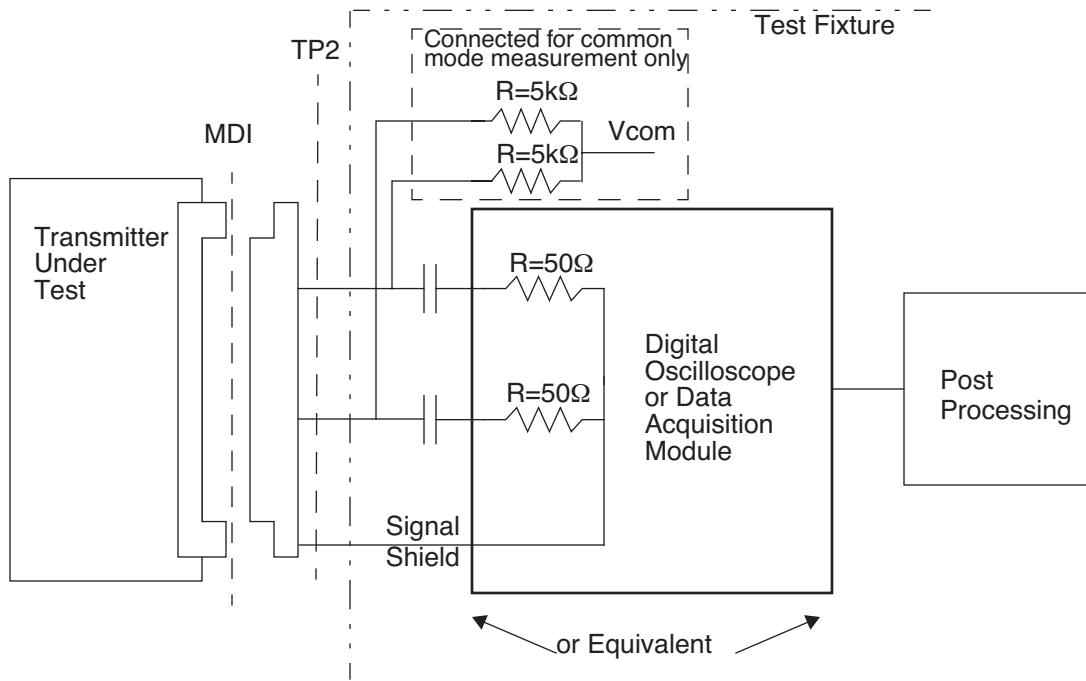 Test Fixture
Connected for common
mode measurement only
TP2
R=5kΩ
Vcom
R=5kΩ
MDI
Transmitter
Under
Test
R=50Ω
R=50Ω
Digital
Oscilloscope
or Data
Acquisition
Module
Post
Processing
Signal
Shield
or Equivalent